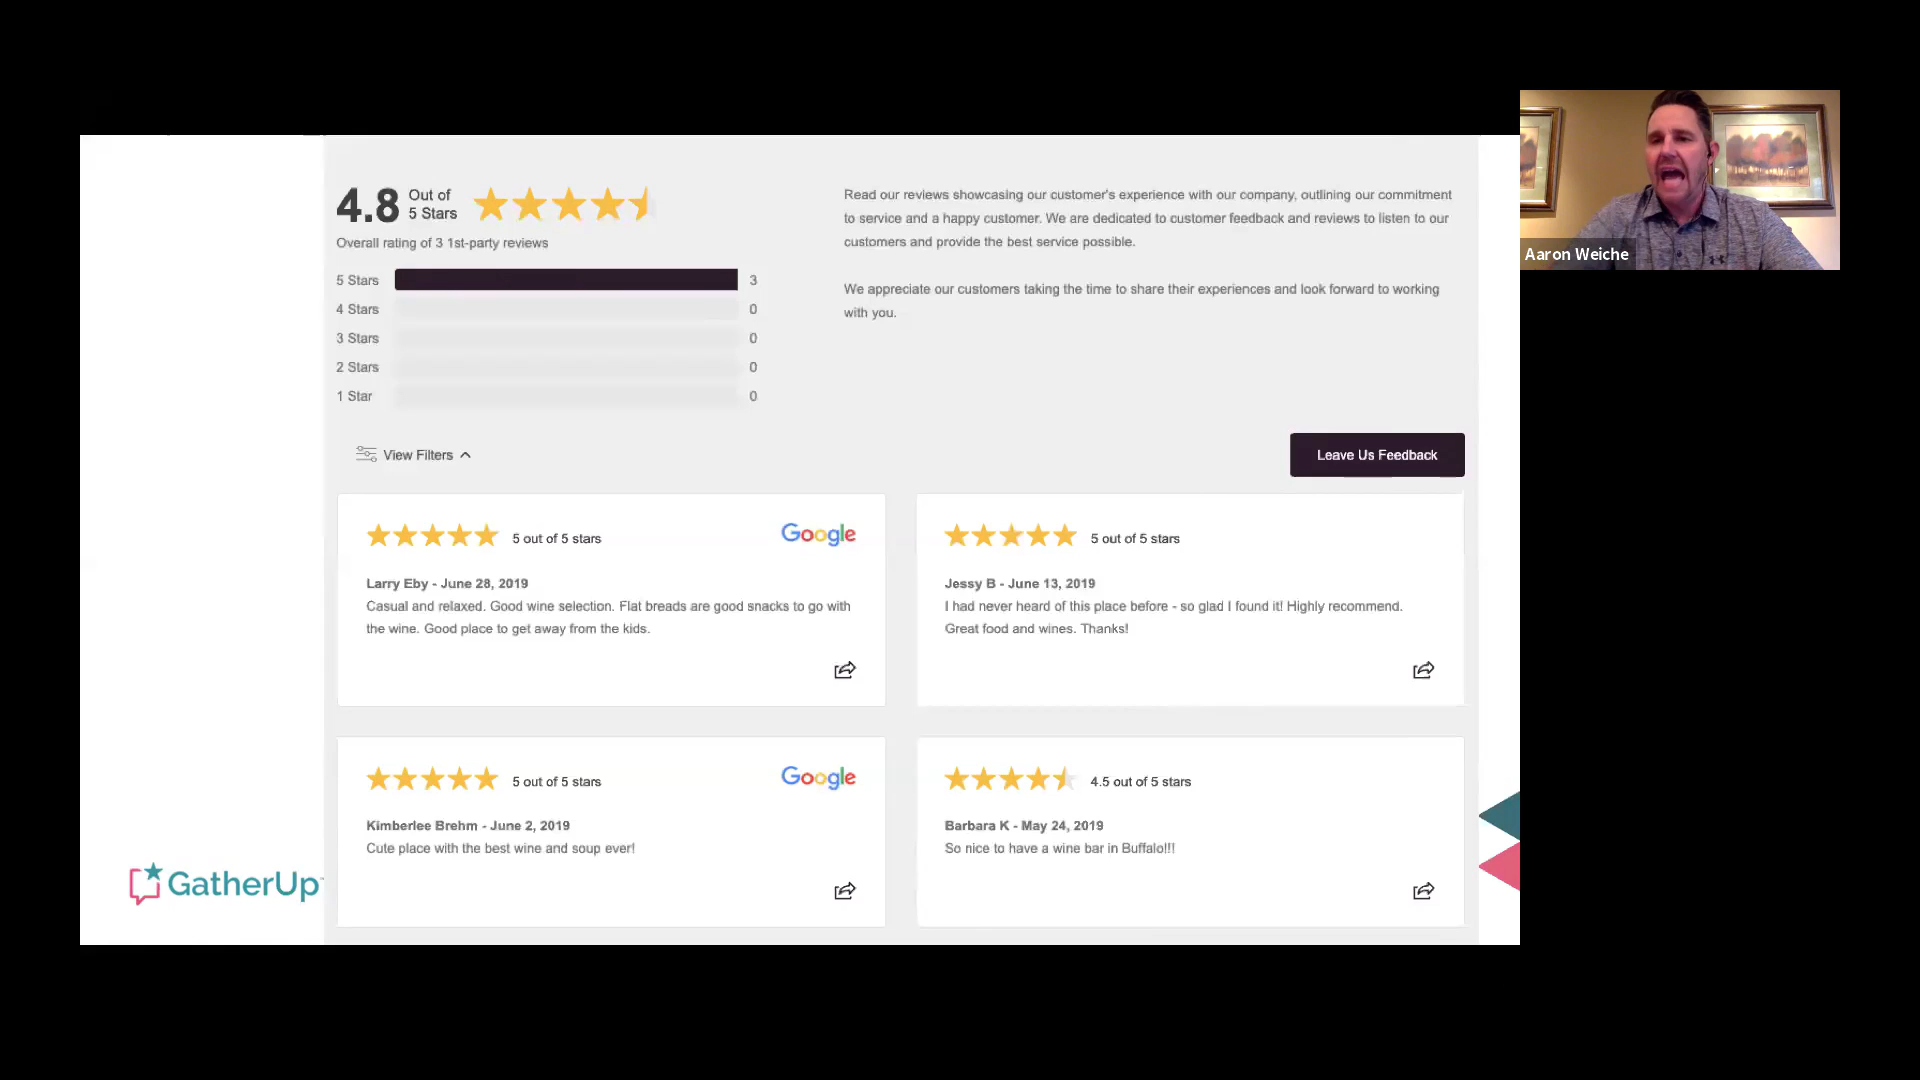 4.8
Out of
5 Stars
Overall rating of 3 1st-party reviews
5 Stars 3
4 Stars 0
3 Stars 0
2 Stars 0
1 Star 0
Read our reviews showcasing our customer's experience with our company, outlining our commitment
to service and a happy customer. We are dedicated to customer feedback and reviews to listen to our
customers and provide the best service possible.
We appreciate our customers taking the time to share their experiences and look forward to working
with you.
View Filters
Leave Us Feedback
5 out of 5 stars
Google
Larry Eby - June 28, 2019
Casual and relaxed. Good wine selection. Flat breads are good snacks to go with
the wine. Good place to get away from the kids.
5 out of 5 stars
Jessy B - June 13, 2019
I had never heard of this place before - so glad I found it! Highly recommend.
Great food and wines. Thanks!
5 out of 5 stars
Google
Kimberlee Brehm - June 2, 2019
Cute place with the best wine and soup ever!
4.5 out of 5 stars
Barbara K - May 24, 2019
So nice to have a wine bar in Buffalo!!!
GatherUp
Aaron Weiche